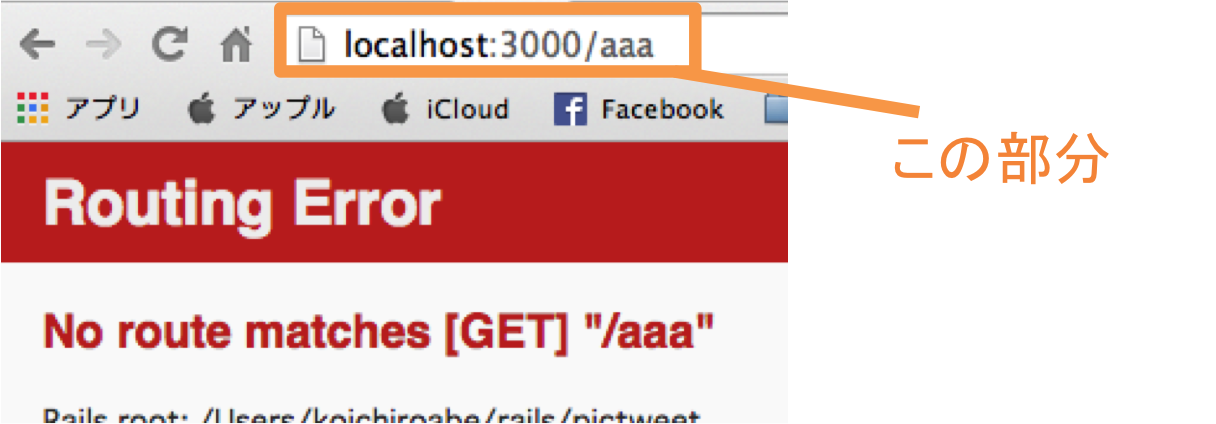 localhost:3000/aaa
アプリ アップル iCloud Facebook
この部分
Routing Error
No route matches [GET] "/aaa"
Rails root: /Users/koichiroabe/rails/pictweet